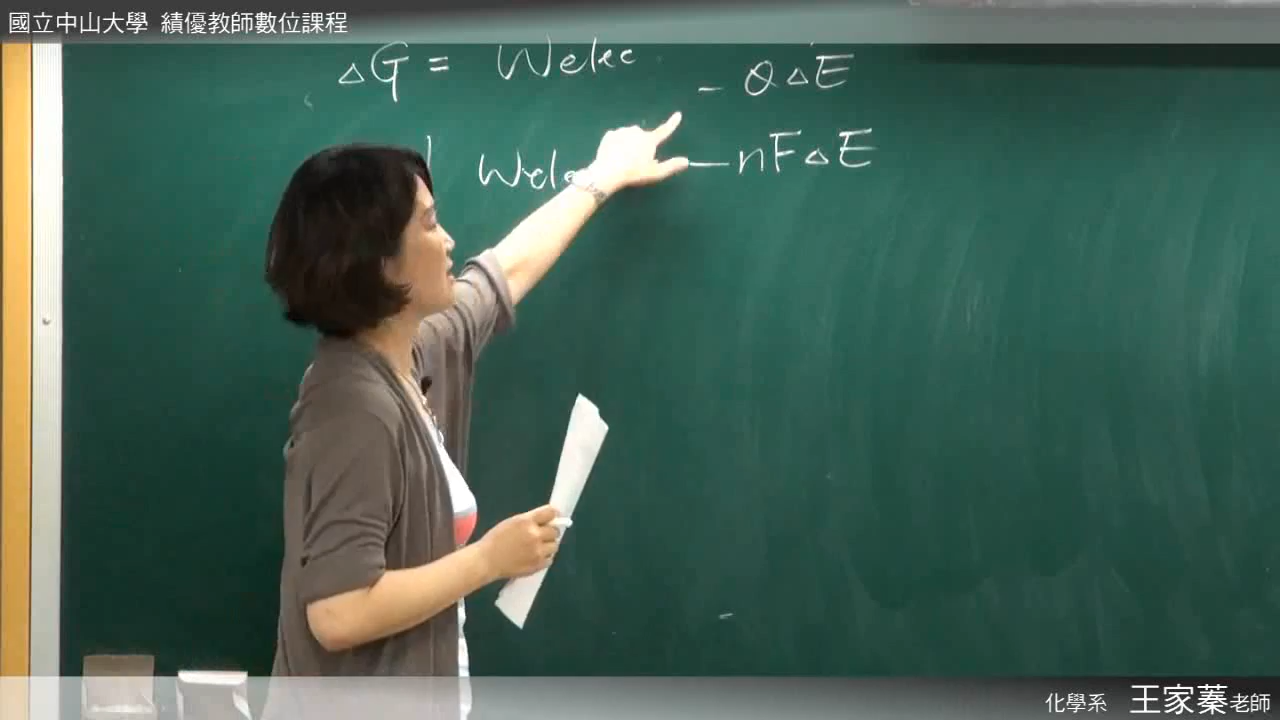 國立中山大學 績優教師數位課程
△G = Welec
- Q△E
Wele
- nF△E
化學系 王家蓁老師